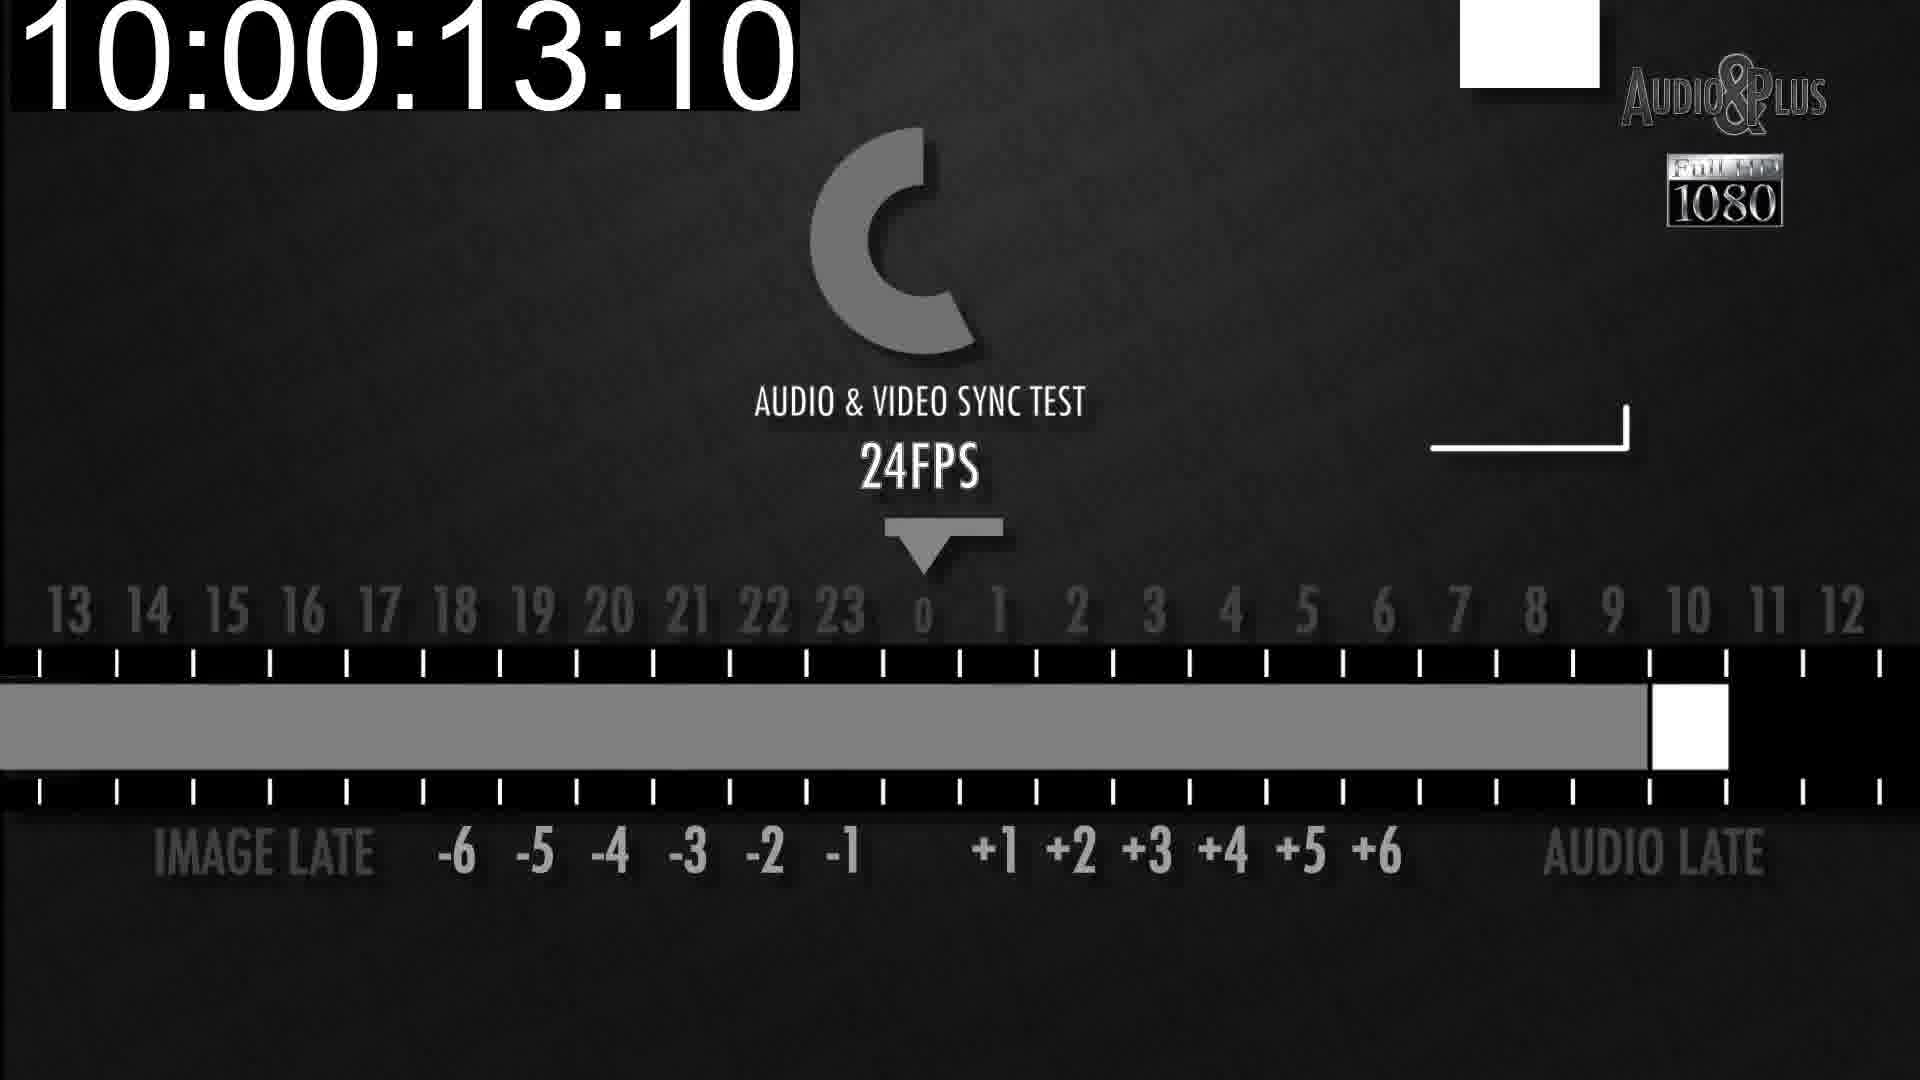 10:00:13:10
AUDIO & PLUS
Full HD
1080
AUDIO & VIDEO SYNC TEST
24FPS
13 14 15 16 17 18 19 20 21 22 23 0 1 2 3 4 5 6 7 8 9 10 11 12
IMAGE LATE -6 -5 -4 -3 -2 -1 +1 +2 +3 +4 +5 +6 AUDIO LATE